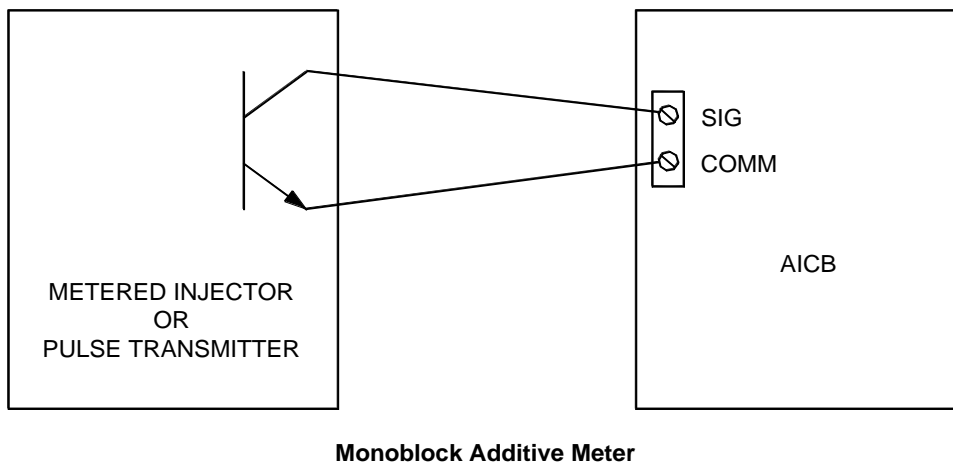 SIG
COMM
AICB
METERED INJECTOR
OR
PULSE TRANSMITTER
Monoblock Additive Meter